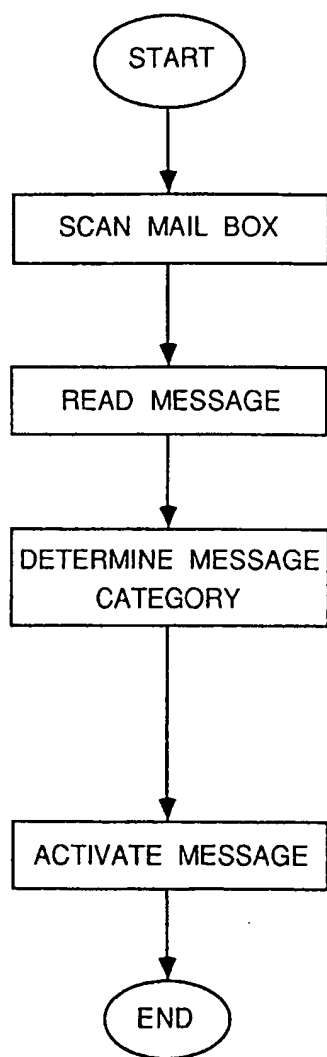 START
SCAN MAIL BOX
READ MESSAGE
DETERMINE MESSAGE
CATEGORY
ACTIVATE MESSAGE
END